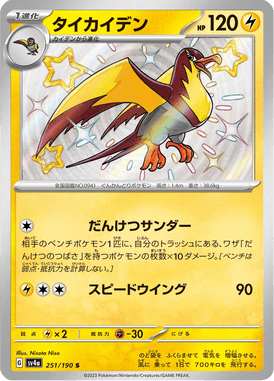 1進化
タイカイデン
HP 120
カイデンから進化
全国図鑑NO.0941 ぐんかんどりポケモン 高さ:1.4m 重さ:38.6kg
だんけつサンダー
相手のベンチポケモン1匹に、自分のトラッシュにある、ワザ「だん
けつのつばさ」を持つポケモンの枚数×10ダメージ。[ベンチは
弱点・抵抗力を計算しない。]
スピードウイング 90
弱点 ×2 抵抗力 -30 にげる
Illus. Nisota Niso
G sv4a 251/190 S
のど袋を ふくらませて 電気を 増幅させる。
風に 乗って 1日で 700キロを 飛行する。
©2023 Pokémon/Nintendo/Creatures/GAME FREAK.